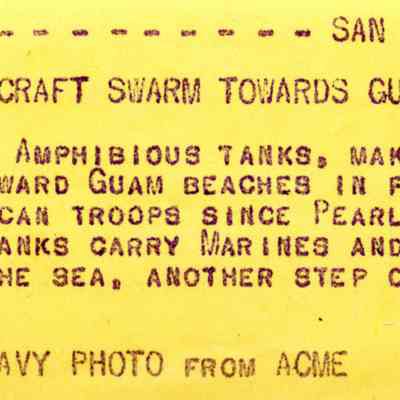 - - - - - - - - - - - SAN
CRAFT SWARM TOWARDS GU
AMPHIBIOUS TANKS, MAK
WARD GUAM BEACHES IN
CAN TROOPS SINCE PEARL
ANKS CARRY MARINES AND
HE SEA, ANOTHER STEP
AVY PHOTO FROM ACME